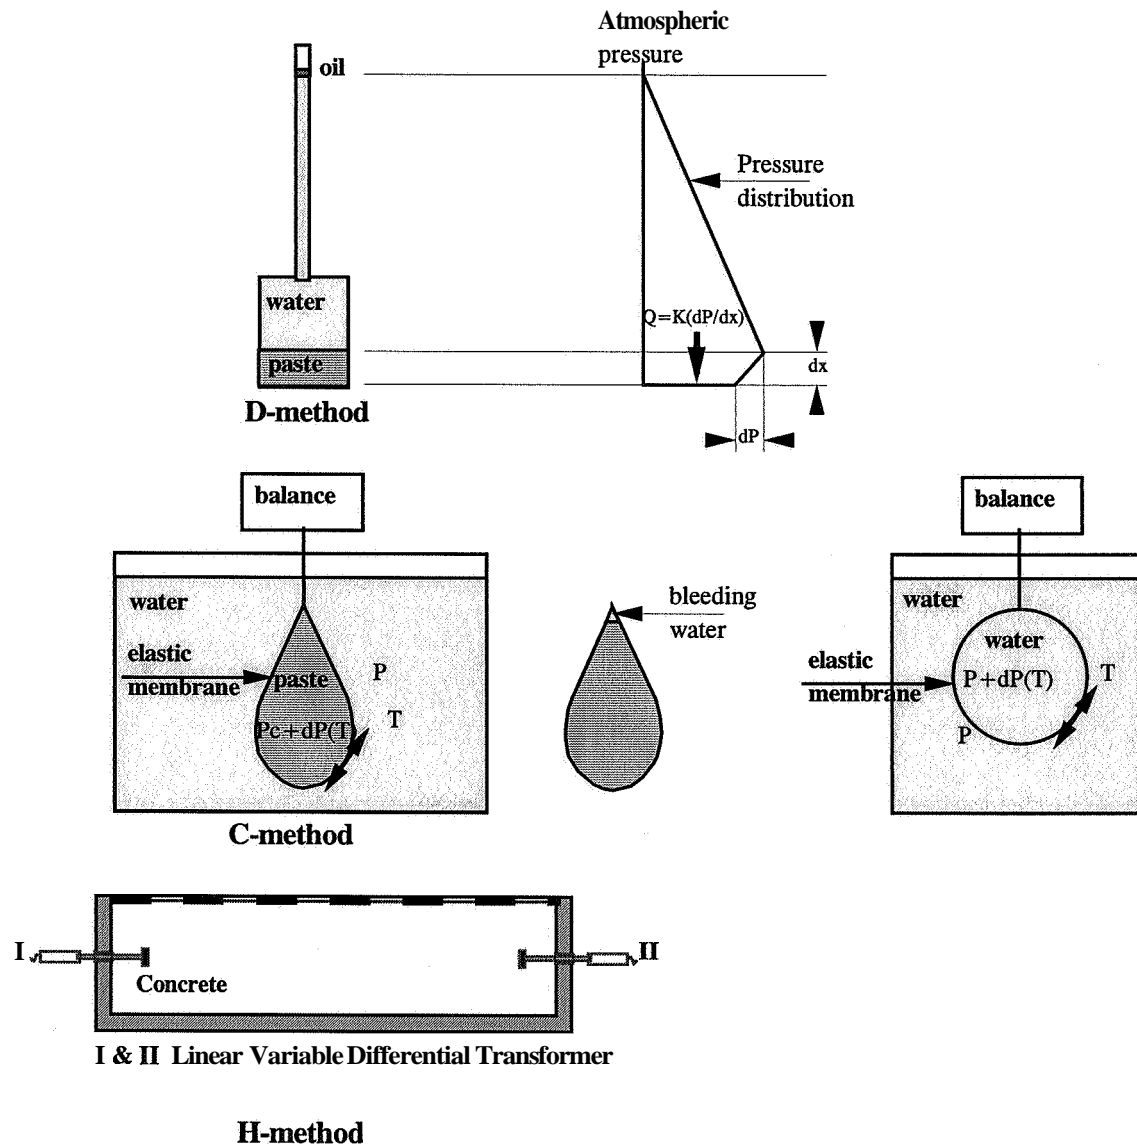 Atmospheric
pressure
oil
Pressure
distribution
water
Q=K(dP/dx)
paste
dx
D-method
dP
balance
balance
water
bleeding
water
water
elastic
membrane
paste
P
T
Pc+dP(T)
water
elastic
membrane
P+dP(T)
T
P
C-method
I
II
Concrete
I & II Linear Variable Differential Transformer
H-method